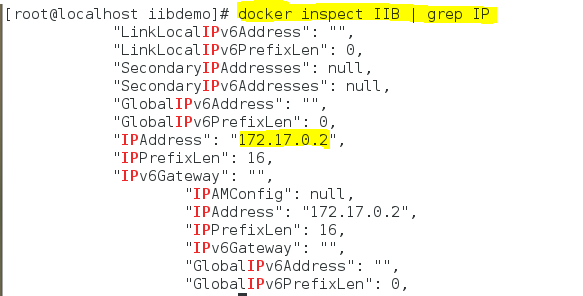 [root@localhost iibdemo]# docker inspect IIB | grep IP
"LinkLocalIPv6Address": "",
"LinkLocalIPv6PrefixLen": 0,
"SecondaryIPAddresses": null,
"SecondaryIPv6Addresses": null,
"GlobalIPv6Address": "",
"GlobalIPv6PrefixLen": 0,
"IPAddress": "172.17.0.2",
"IPPrefixLen": 16,
"IPv6Gateway": "",
"IPAMConfig": null,
"IPAddress": "172.17.0.2",
"IPPrefixLen": 16,
"IPv6Gateway": "",
"GlobalIPv6Address": "",
"GlobalIPv6PrefixLen": 0,